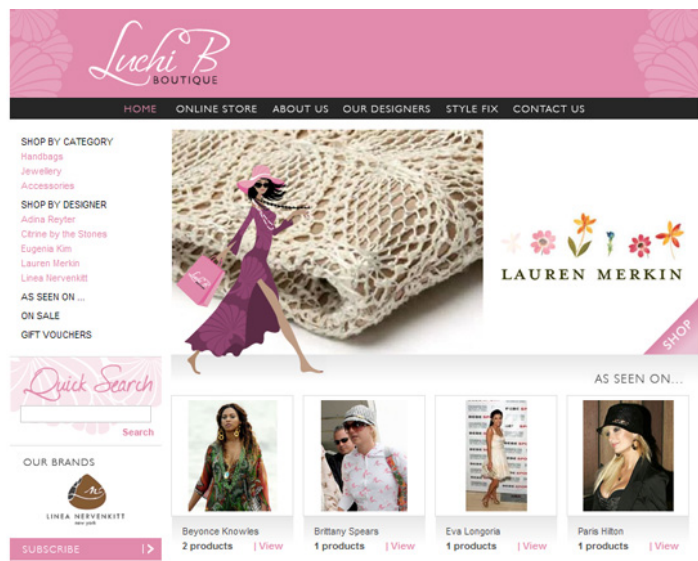 Luchi B
BOUTIQUE
HOME ONLINE STORE ABOUT US OUR DESIGNERS STYLE FIX CONTACT US
SHOP BY CATEGORY
Handbags
Jewellery
Accessories
SHOP BY DESIGNER
Adina Reyter
Citrine by the Stones
Eugenia Kim
Lauren Merkin
Linea Nervenkitt
AS SEEN ON ...
ON SALE
GIFT VOUCHERS
Luchi B
LAUREN MERKIN
SHOP
Quick Search
Search
OUR BRANDS
LINEA NERVENKITT
new york
SUBSCRIBE
AS SEEN ON...
Beyonce Knowles
2 products | View
Brittany Spears
1 products | View
Eva Longoria
1 products | View
Paris Hilton
1 products | View